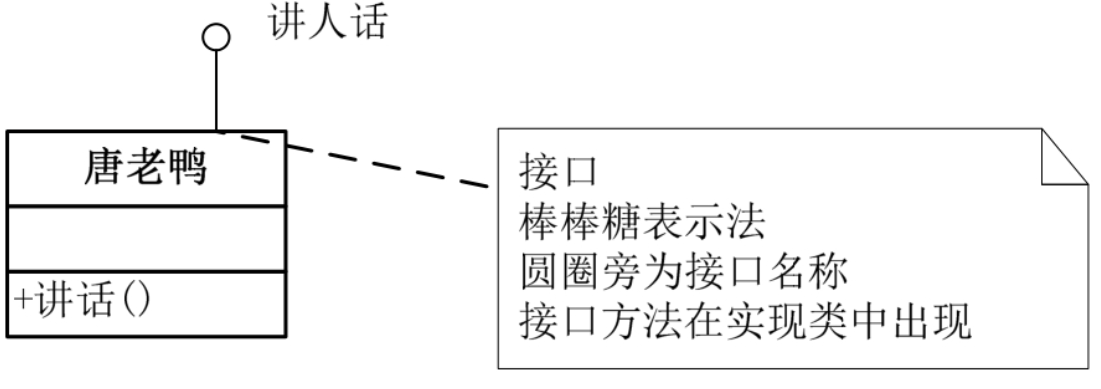 讲人话
唐老鸭
+讲话()
接口
棒棒糖表示法
圆圈旁为接口名称
接口方法在实现类中出现